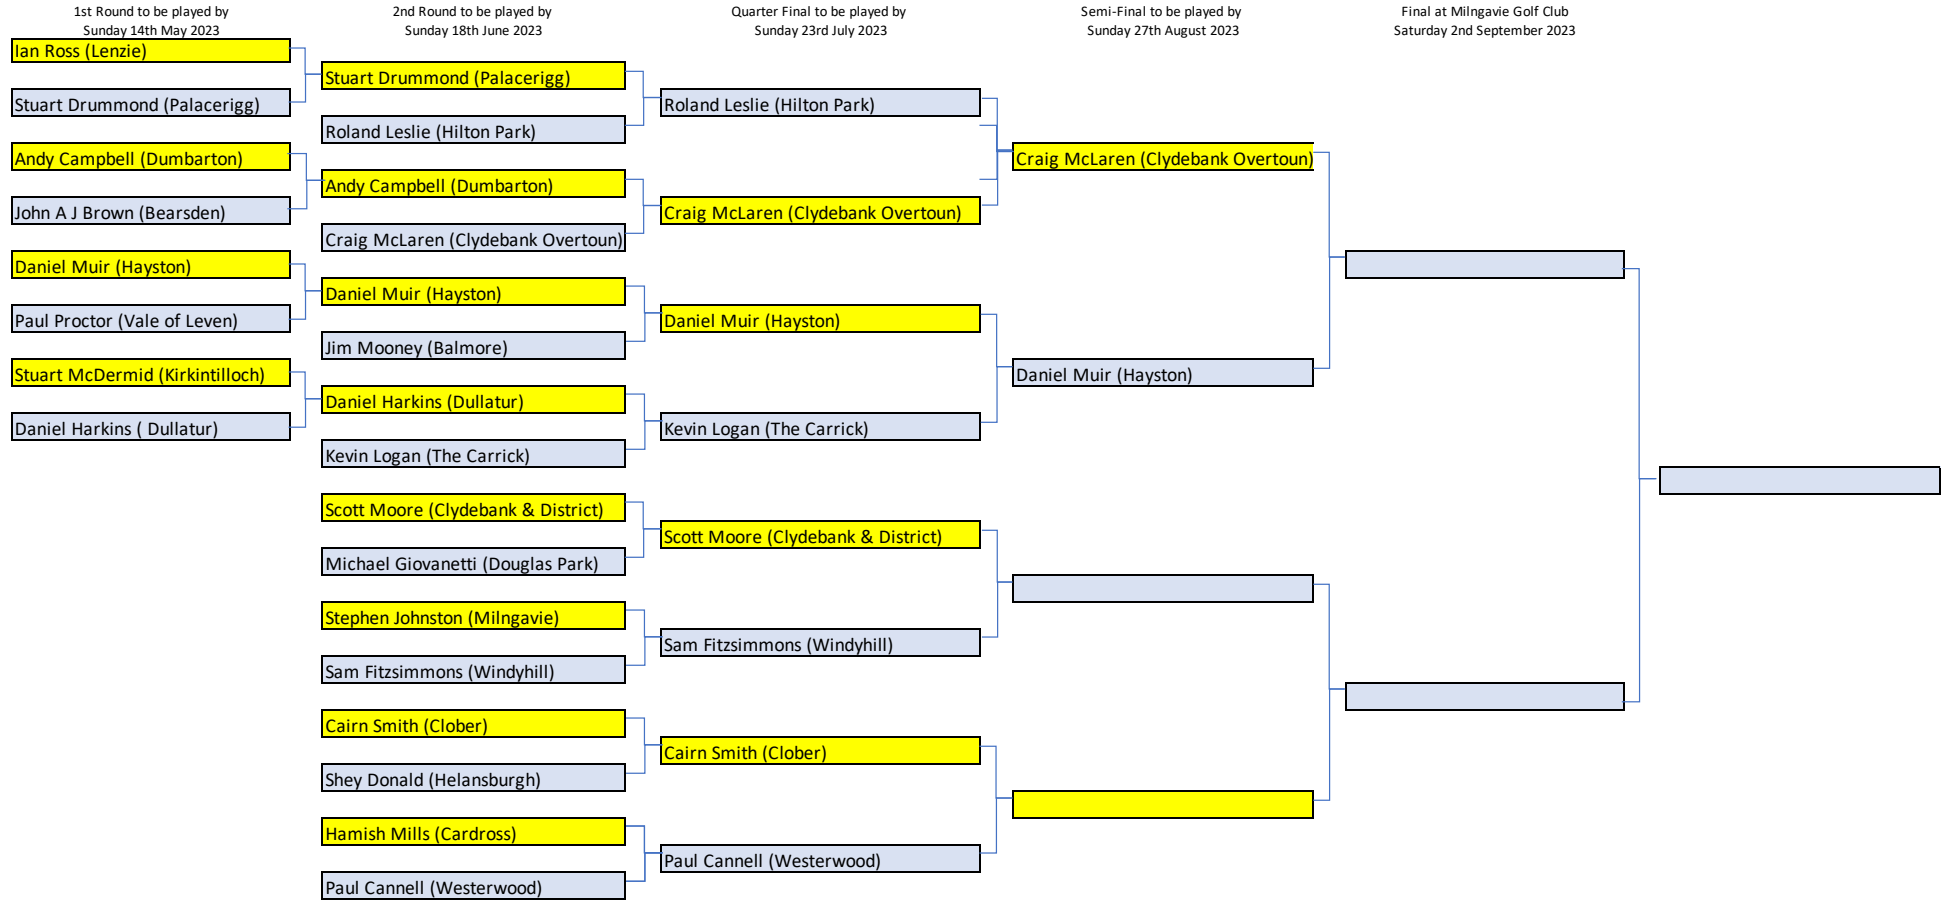 1st Round to be played by
Sunday 14th May 2023
2nd Round to be played by
Sunday 18th June 2023
Quarter Final to be played by
Sunday 23rd July 2023
Semi-Final to be played by
Sunday 27th August 2023
Final at Milngavie Golf Club
Saturday 2nd September 2023
Ian Ross (Lenzie)
Stuart Drummond (Palacerigg)
Andy Campbell (Dumbarton)
John A J Brown (Bearsden)
Daniel Muir (Hayston)
Paul Proctor (Vale of Leven)
Stuart McDermid (Kirkintilloch)
Daniel Harkins ( Dullatur)
Stuart Drummond (Palacerigg)
Roland Leslie (Hilton Park)
Andy Campbell (Dumbarton)
Craig McLaren (Clydebank Overtoun)
Daniel Muir (Hayston)
Jim Mooney (Balmore)
Daniel Harkins (Dullatur)
Kevin Logan (The Carrick)
Scott Moore (Clydebank & District)
Michael Giovanetti (Douglas Park)
Stephen Johnston (Milngavie)
Sam Fitzsimmons (Windyhill)
Cairn Smith (Clober)
Shey Donald (Helansburgh)
Hamish Mills (Cardross)
Paul Cannell (Westerwood)
Roland Leslie (Hilton Park)
Craig McLaren (Clydebank Overtoun)
Daniel Muir (Hayston)
Kevin Logan (The Carrick)
Scott Moore (Clydebank & District)
Sam Fitzsimmons (Windyhill)
Cairn Smith (Clober)
Paul Cannell (Westerwood)
Craig McLaren (Clydebank Overtoun)
Daniel Muir (Hayston)